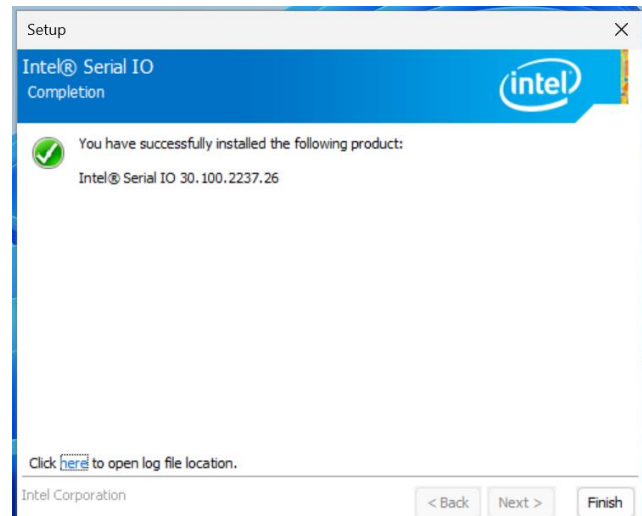 Setup
Intel® Serial IO
Completion
intel
You have successfully installed the following product:
Intel® Serial IO 30.100.2237.26
Click here to open log file location.
Intel Corporation
< Back Next > Finish